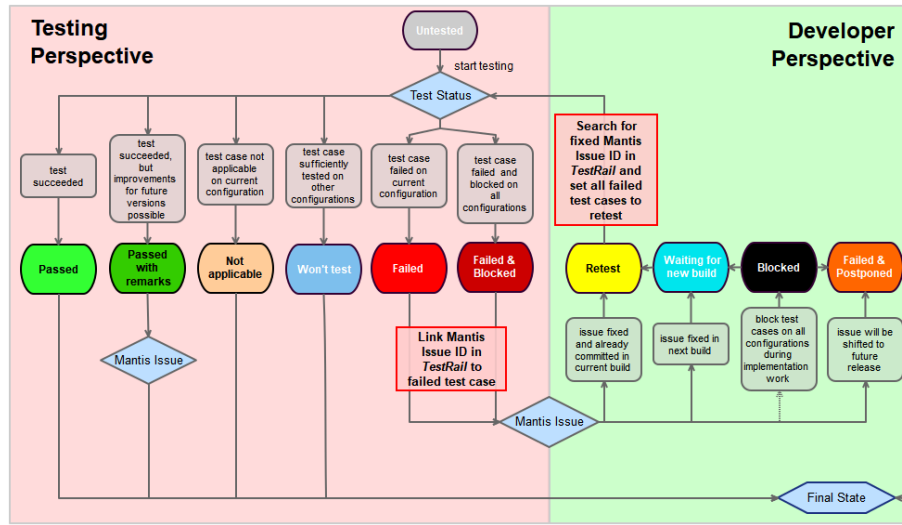 Testing
Perspective
Developer
Perspective
Untested
start testing
Test Status
test
succeeded
test
succeeded,
but
improvements
for future
versions
possible
test case not
applicable
on current
configuration
test case
sufficiently
tested on
other
configurations
test case
failed on
current
configuration
test case
failed and
blocked on
all
configurations
Search for
fixed Mantis
Issue ID in
TestRail and
set all failed
test cases to
retest
Passed
Passed
with
remarks
Not
applicable
Won't test
Failed
Failed &
Blocked
Retest
Waiting for
new build
Blocked
Failed &
Postponed
Mantis Issue
Link Mantis
Issue ID in
TestRail to
failed test case
issue fixed
and already
committed in
current build
issue fixed in
next build
block test
cases on all
configurations
during
implementation
work
issue will be
shifted to
future
release
Mantis Issue
Final State